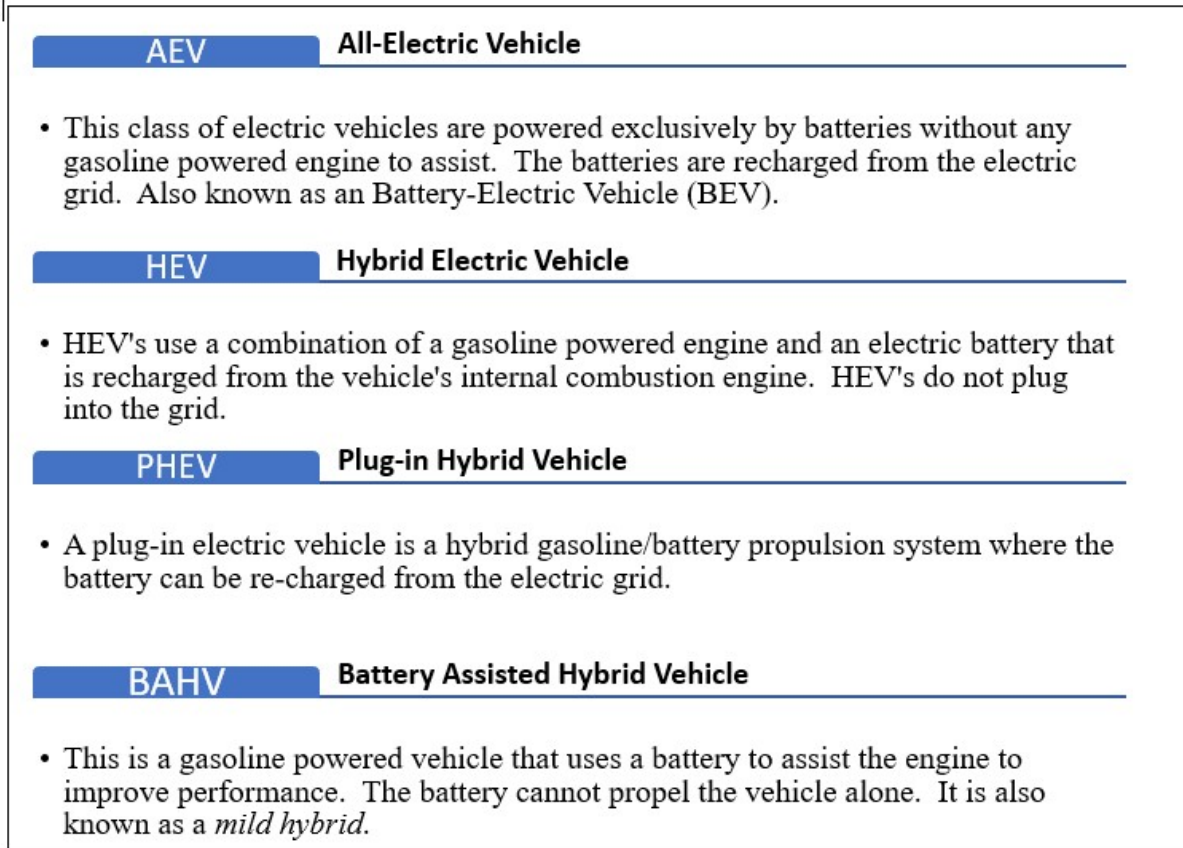 AEV All-Electric Vehicle
• This class of electric vehicles are powered exclusively by batteries without any
gasoline powered engine to assist.  The batteries are recharged from the electric
grid.  Also known as an Battery-Electric Vehicle (BEV).
HEV Hybrid Electric Vehicle
• HEV's use a combination of a gasoline powered engine and an electric battery that
is recharged from the vehicle's internal combustion engine.  HEV's do not plug
into the grid.
PHEV Plug-in Hybrid Vehicle
• A plug-in electric vehicle is a hybrid gasoline/battery propulsion system where the
battery can be re-charged from the electric grid.
BAHV Battery Assisted Hybrid Vehicle
• This is a gasoline powered vehicle that uses a battery to assist the engine to
improve performance.  The battery cannot propel the vehicle alone.  It is also
known as a mild hybrid.